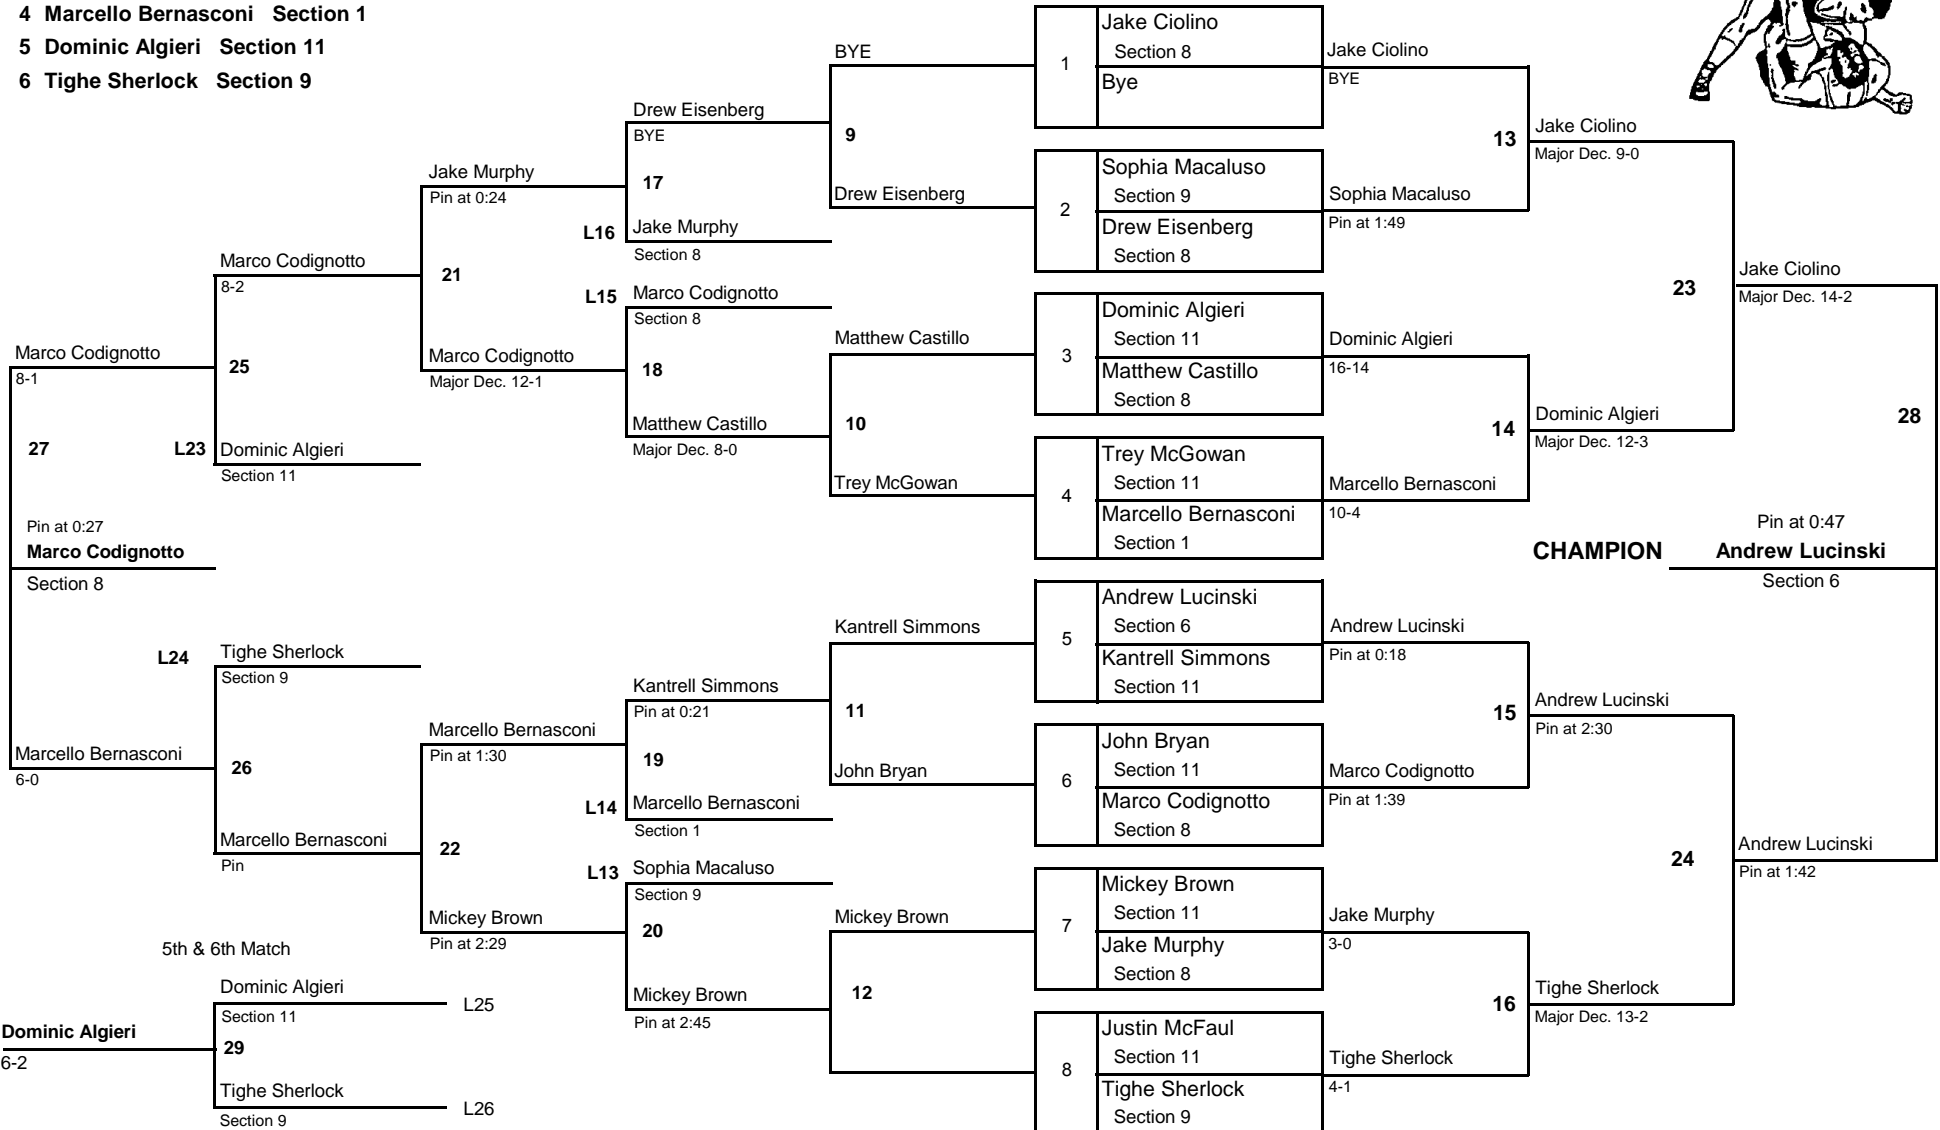 4 Marcello Bernasconi Section 1
5 Dominic Algieri Section 11
6 Tighe Sherlock Section 9
Jake Ciolino
Section 8
1
Bye
Jake Ciolino
BYE
BYE
Drew Eisenberg
BYE
9
13
Jake Ciolino
Major Dec. 9-0
Jake Murphy
Pin at 0:24
17
Drew Eisenberg
Sophia Macaluso
Section 9
2
Drew Eisenberg
Section 8
Sophia Macaluso
Pin at 1:49
L16
Jake Murphy
Section 8
Marco Codignotto
8-2
21
L15
Marco Codignotto
Section 8
23
Jake Ciolino
Major Dec. 14-2
Marco Codignotto
8-1
25
Marco Codignotto
Major Dec. 12-1
18
Matthew Castillo
Dominic Algieri
Section 11
3
Matthew Castillo
Section 8
Dominic Algieri
16-14
Matthew Castillo
Major Dec. 8-0
10
14
Dominic Algieri
Major Dec. 12-3
28
27
L23
Dominic Algieri
Section 11
Trey McGowan
Trey McGowan
Section 11
4
Marcello Bernasconi
Section 1
Marcello Bernasconi
10-4
Pin at 0:27
Marco Codignotto
Section 8
Pin at 0:47
CHAMPION
Andrew Lucinski
Section 6
Kantrell Simmons
Andrew Lucinski
Section 6
5
Kantrell Simmons
Section 11
Andrew Lucinski
Pin at 0:18
L24
Tighe Sherlock
Section 9
Kantrell Simmons
Pin at 0:21
11
15
Andrew Lucinski
Pin at 2:30
Marcello Bernasconi
6-0
26
Marcello Bernasconi
Pin at 1:30
19
John Bryan
John Bryan
Section 11
6
Marco Codignotto
Section 8
Marco Codignotto
Pin at 1:39
L14
Marcello Bernasconi
Section 1
Marcello Bernasconi
Pin
22
L13
Sophia Macaluso
Section 9
24
Andrew Lucinski
Pin at 1:42
Mickey Brown
Pin at 2:29
20
Mickey Brown
Mickey Brown
Section 11
7
Jake Murphy
Section 8
Jake Murphy
3-0
5th & 6th Match
Dominic Algieri
Section 11
L25
Mickey Brown
Pin at 2:45
12
16
Tighe Sherlock
Major Dec. 13-2
Dominic Algieri
6-2
29
Tighe Sherlock
Section 9
L26
Justin McFaul
Section 11
8
Tighe Sherlock
Section 9
Tighe Sherlock
4-1